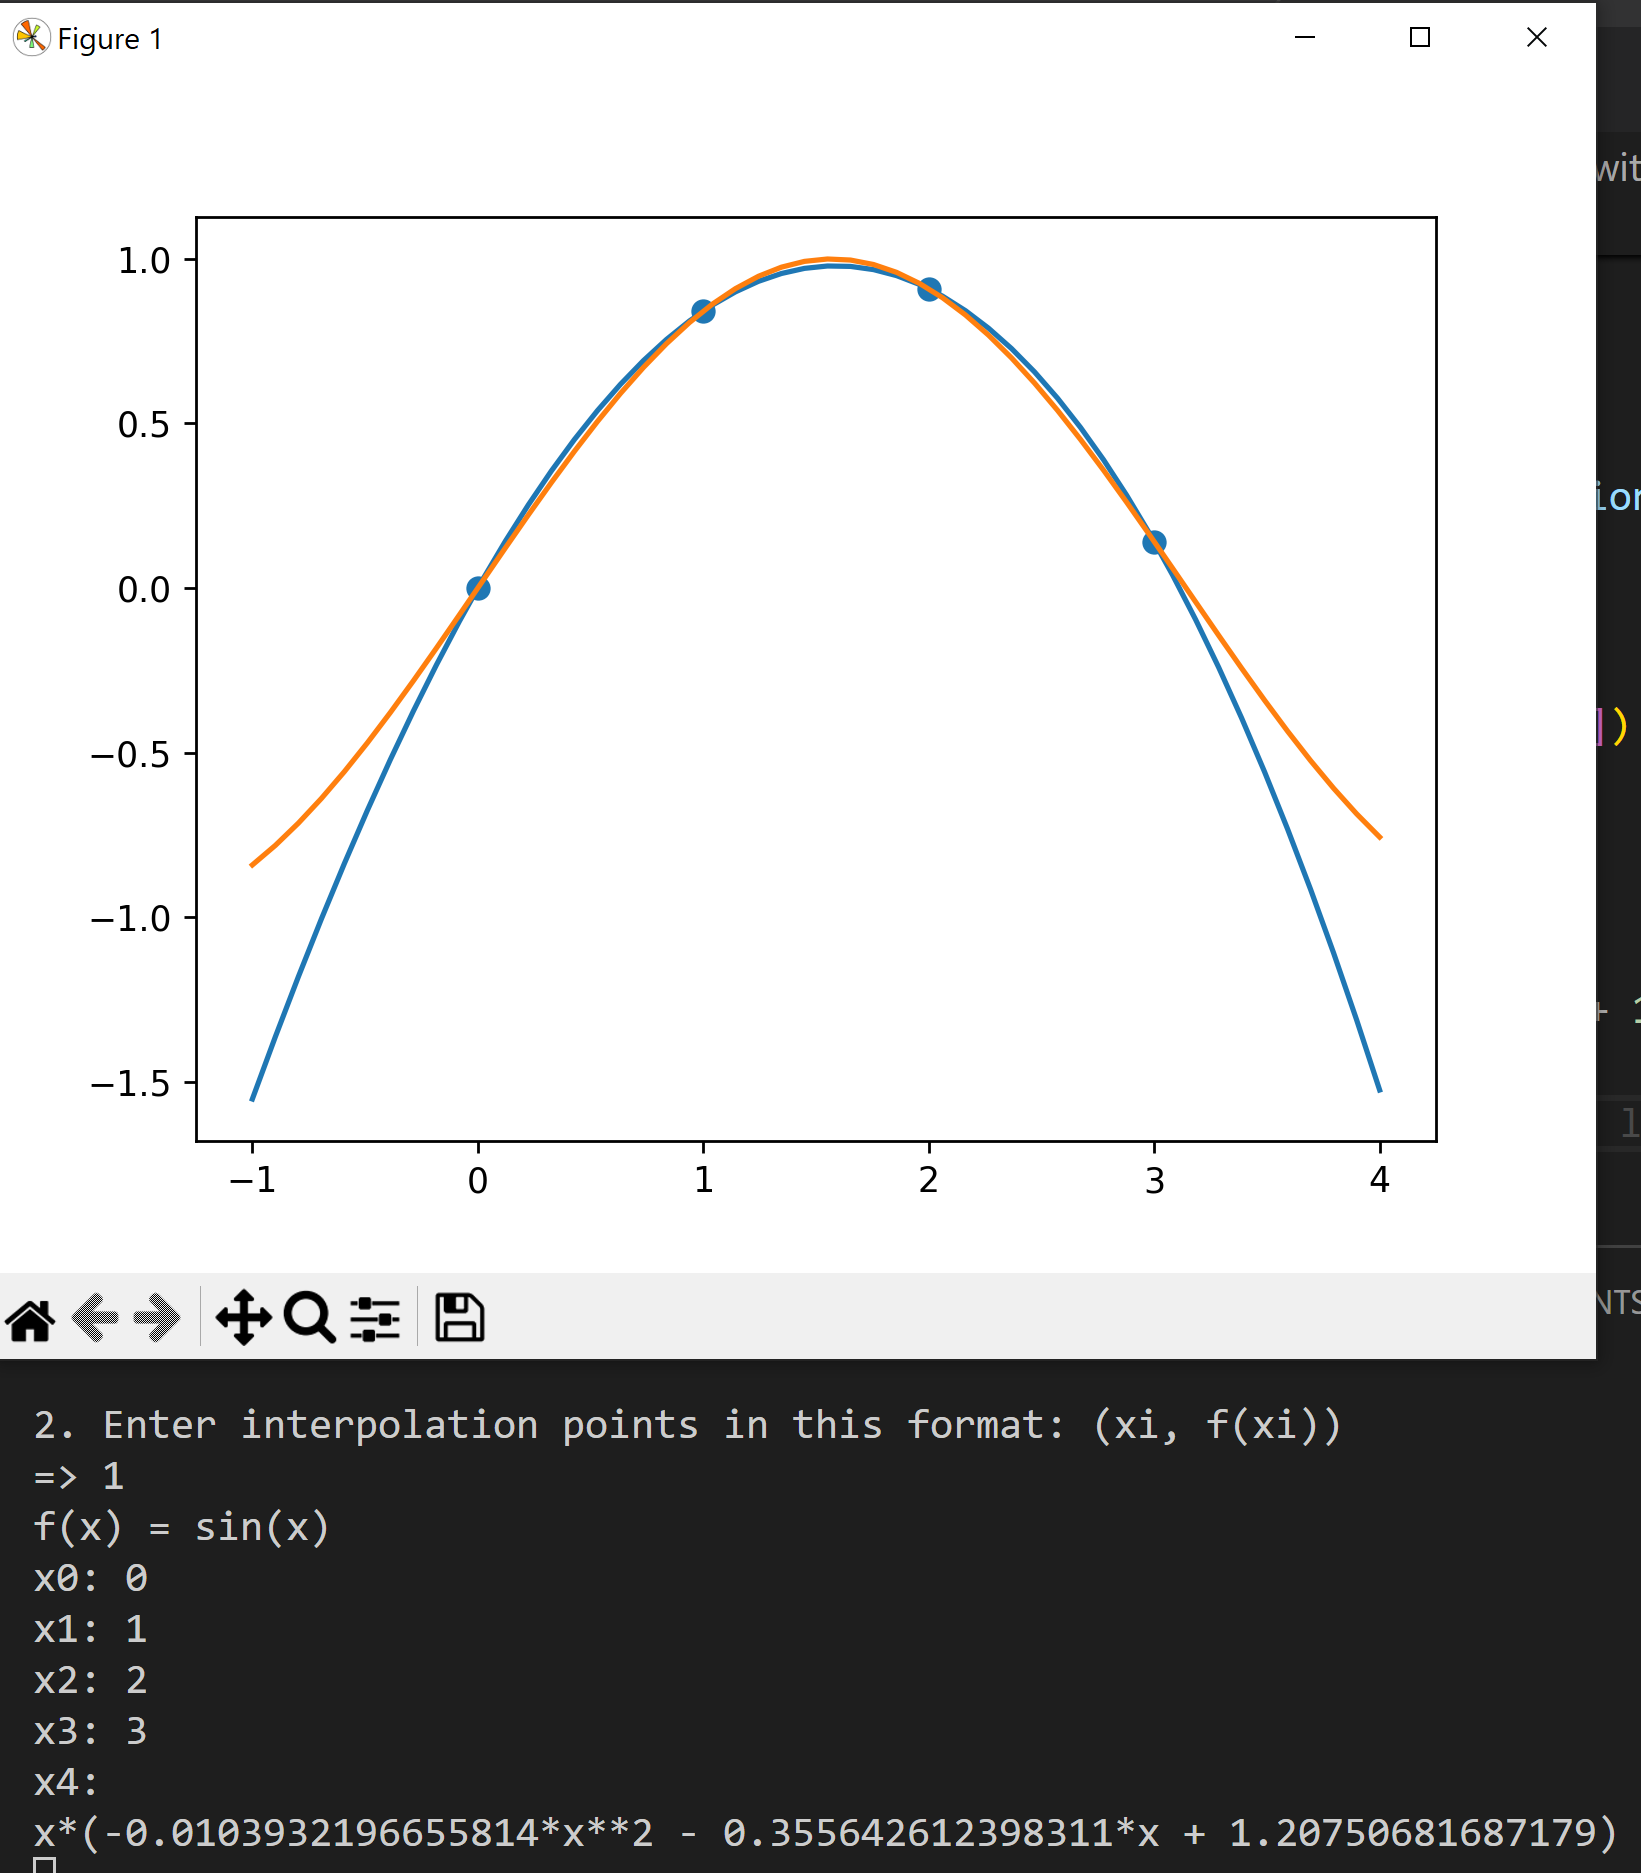 Figure 1
wit
1.0
0.5
ion
0.0
])
−0.5
−1.0
+ 1
−1.5
−1 0 1 2 3 4
NTS
2. Enter interpolation points in this format: (xi, f(xi))
=> 1
f(x) = sin(x)
x0: 0
x1: 1
x2: 2
x3: 3
x4:
x*(-0.0103932196655814*x**2 - 0.355642612398311*x + 1.20750681687179)